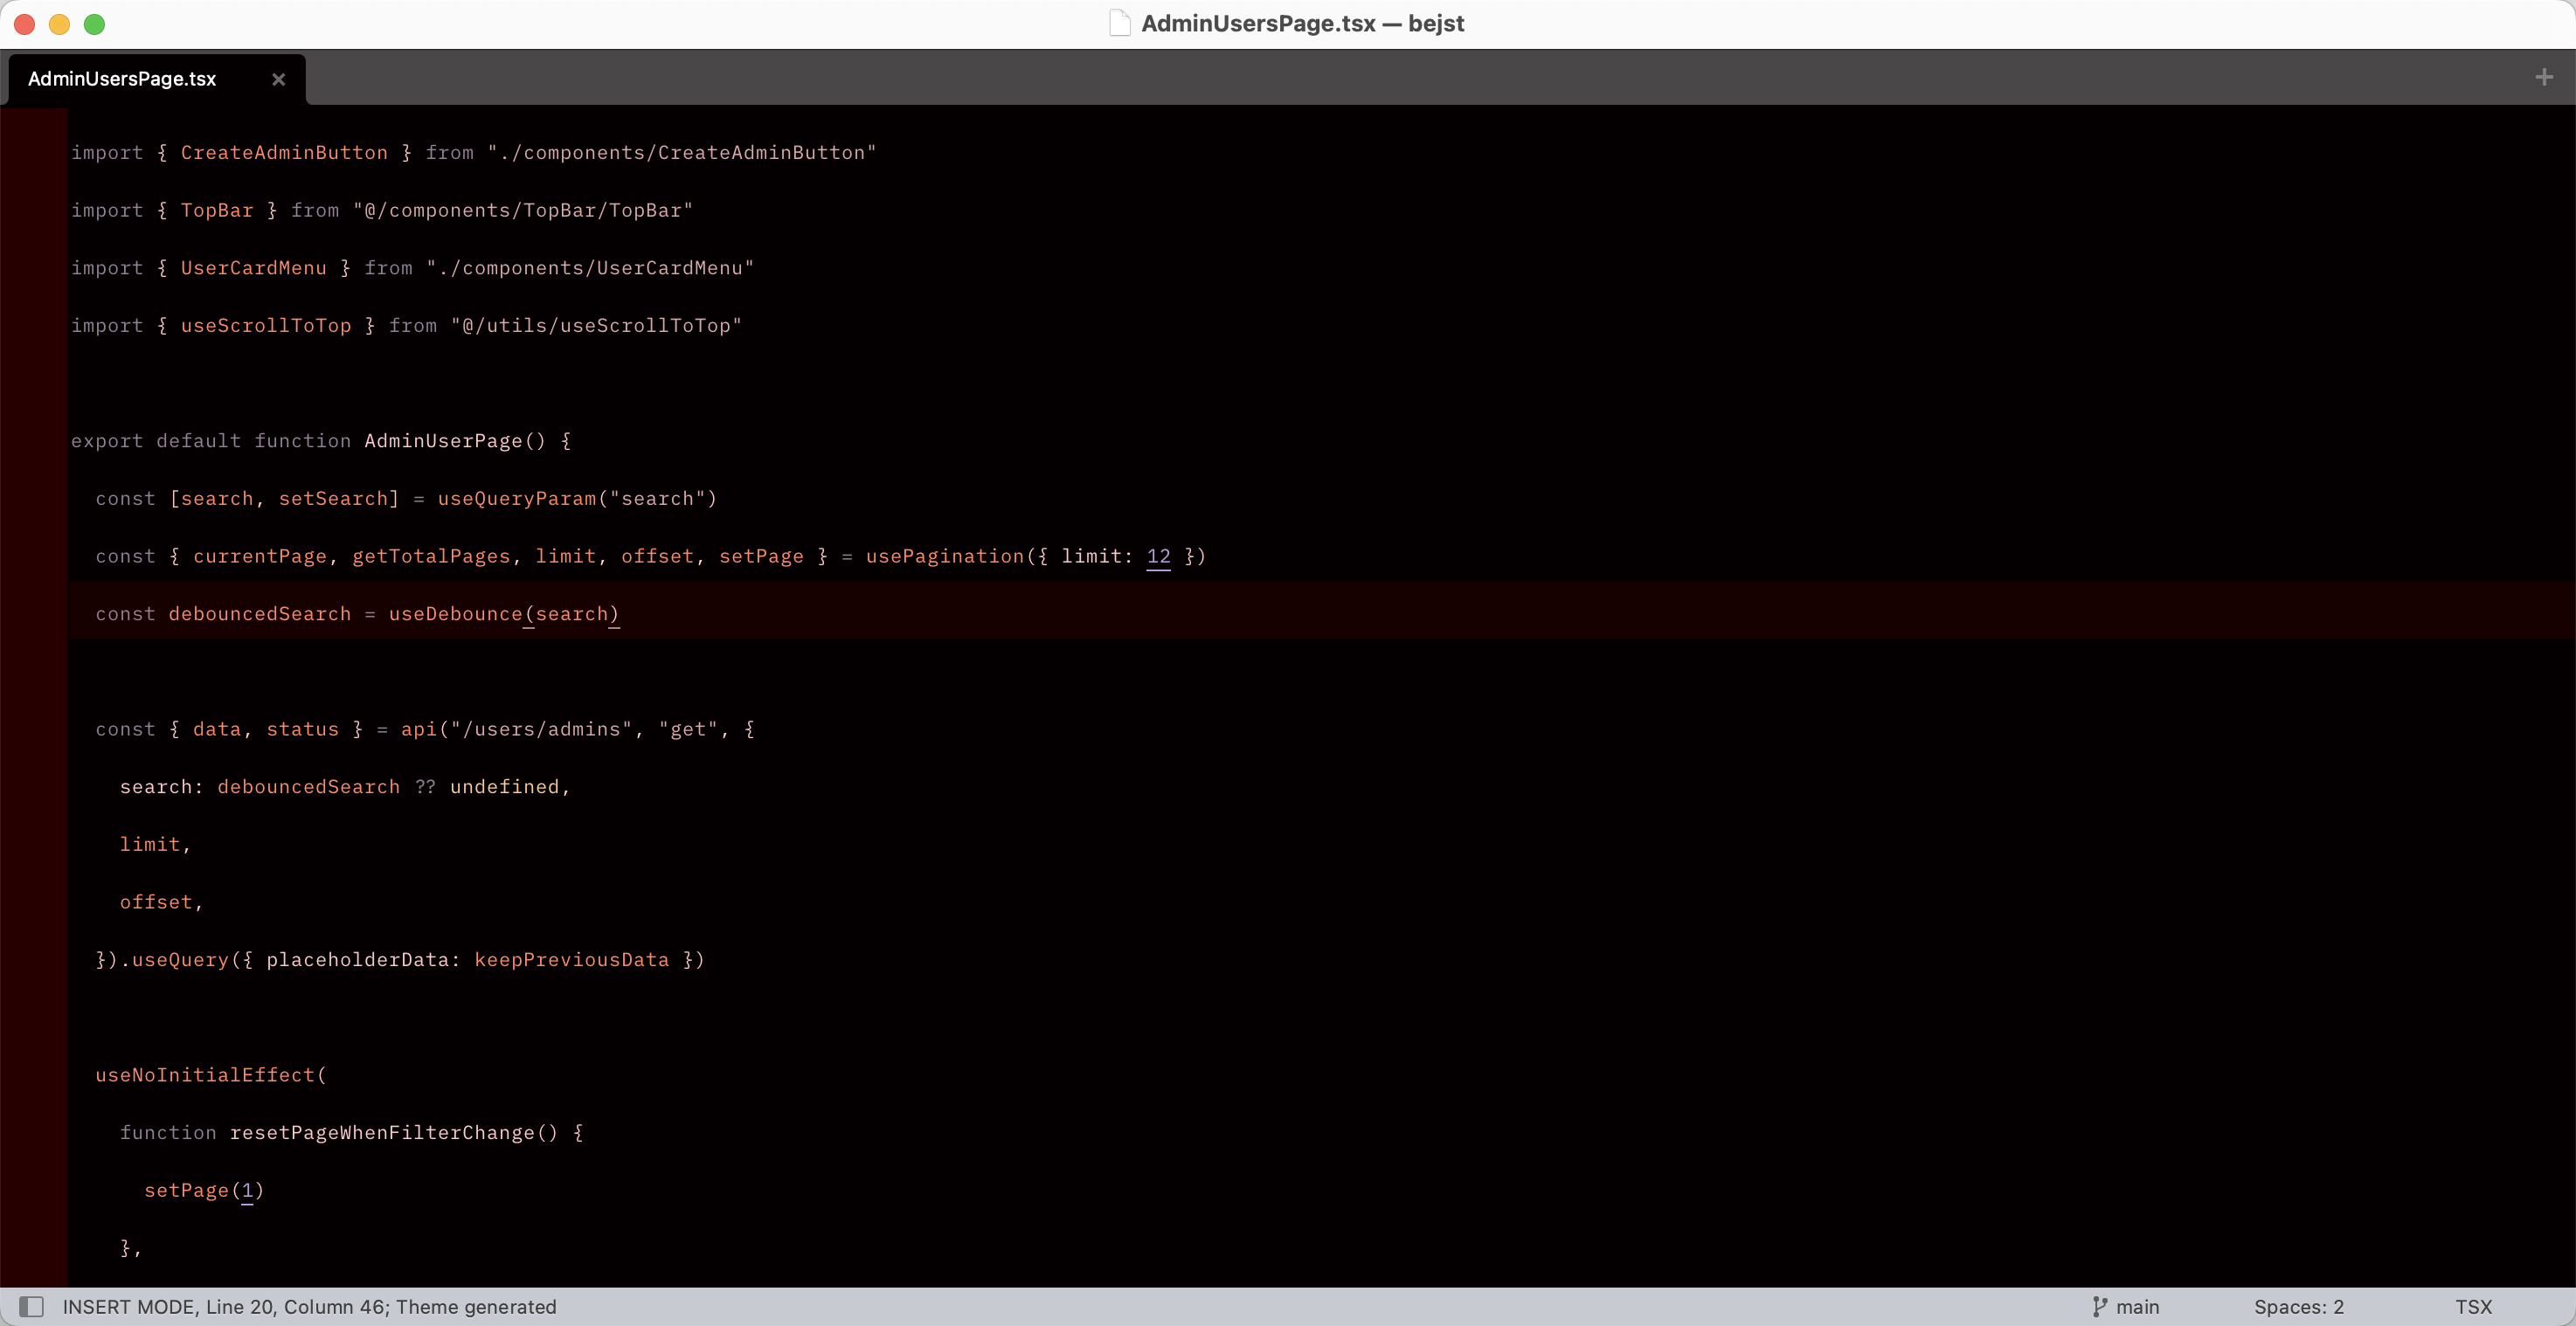 AdminUsersPage.tsx — bejst
AdminUsersPage.tsx
import { CreateAdminButton } from "./components/CreateAdminButton"
import { TopBar } from "@/components/TopBar/TopBar"
import { UserCardMenu } from "./components/UserCardMenu"
import { useScrollToTop } from "@/utils/useScrollToTop"
export default function AdminUserPage() {
  const [search, setSearch] = useQueryParam("search")
  const { currentPage, getTotalPages, limit, offset, setPage } = usePagination({ limit: 12 })
  const debouncedSearch = useDebounce(search)
  const { data, status } = api("/users/admins", "get", {
    search: debouncedSearch ?? undefined,
    limit,
    offset,
  }).useQuery({ placeholderData: keepPreviousData })
  useNoInitialEffect(
    function resetPageWhenFilterChange() {
      setPage(1)
    },
INSERT MODE, Line 20, Column 46; Theme generated
main
Spaces: 2
TSX